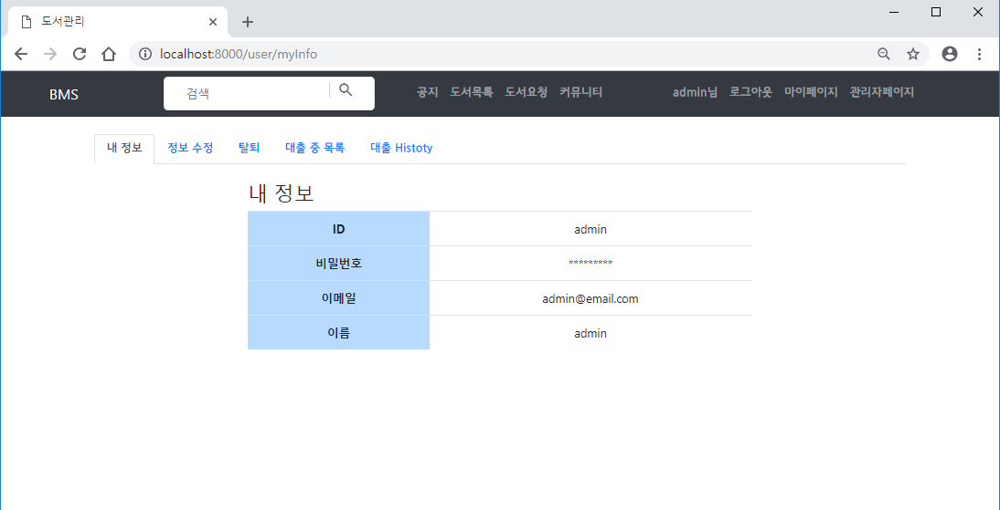 도서관리
localhost:8000/user/myInfo
BMS 검색 공지 도서목록 도서요청 커뮤니티 admin님 로그아웃 마이페이지 관리자페이지
내 정보 정보 수정 탈퇴 대출 중 목록 대출 Histoty
내 정보
ID admin
비밀번호 *********
이메일 admin@email.com
이름 admin